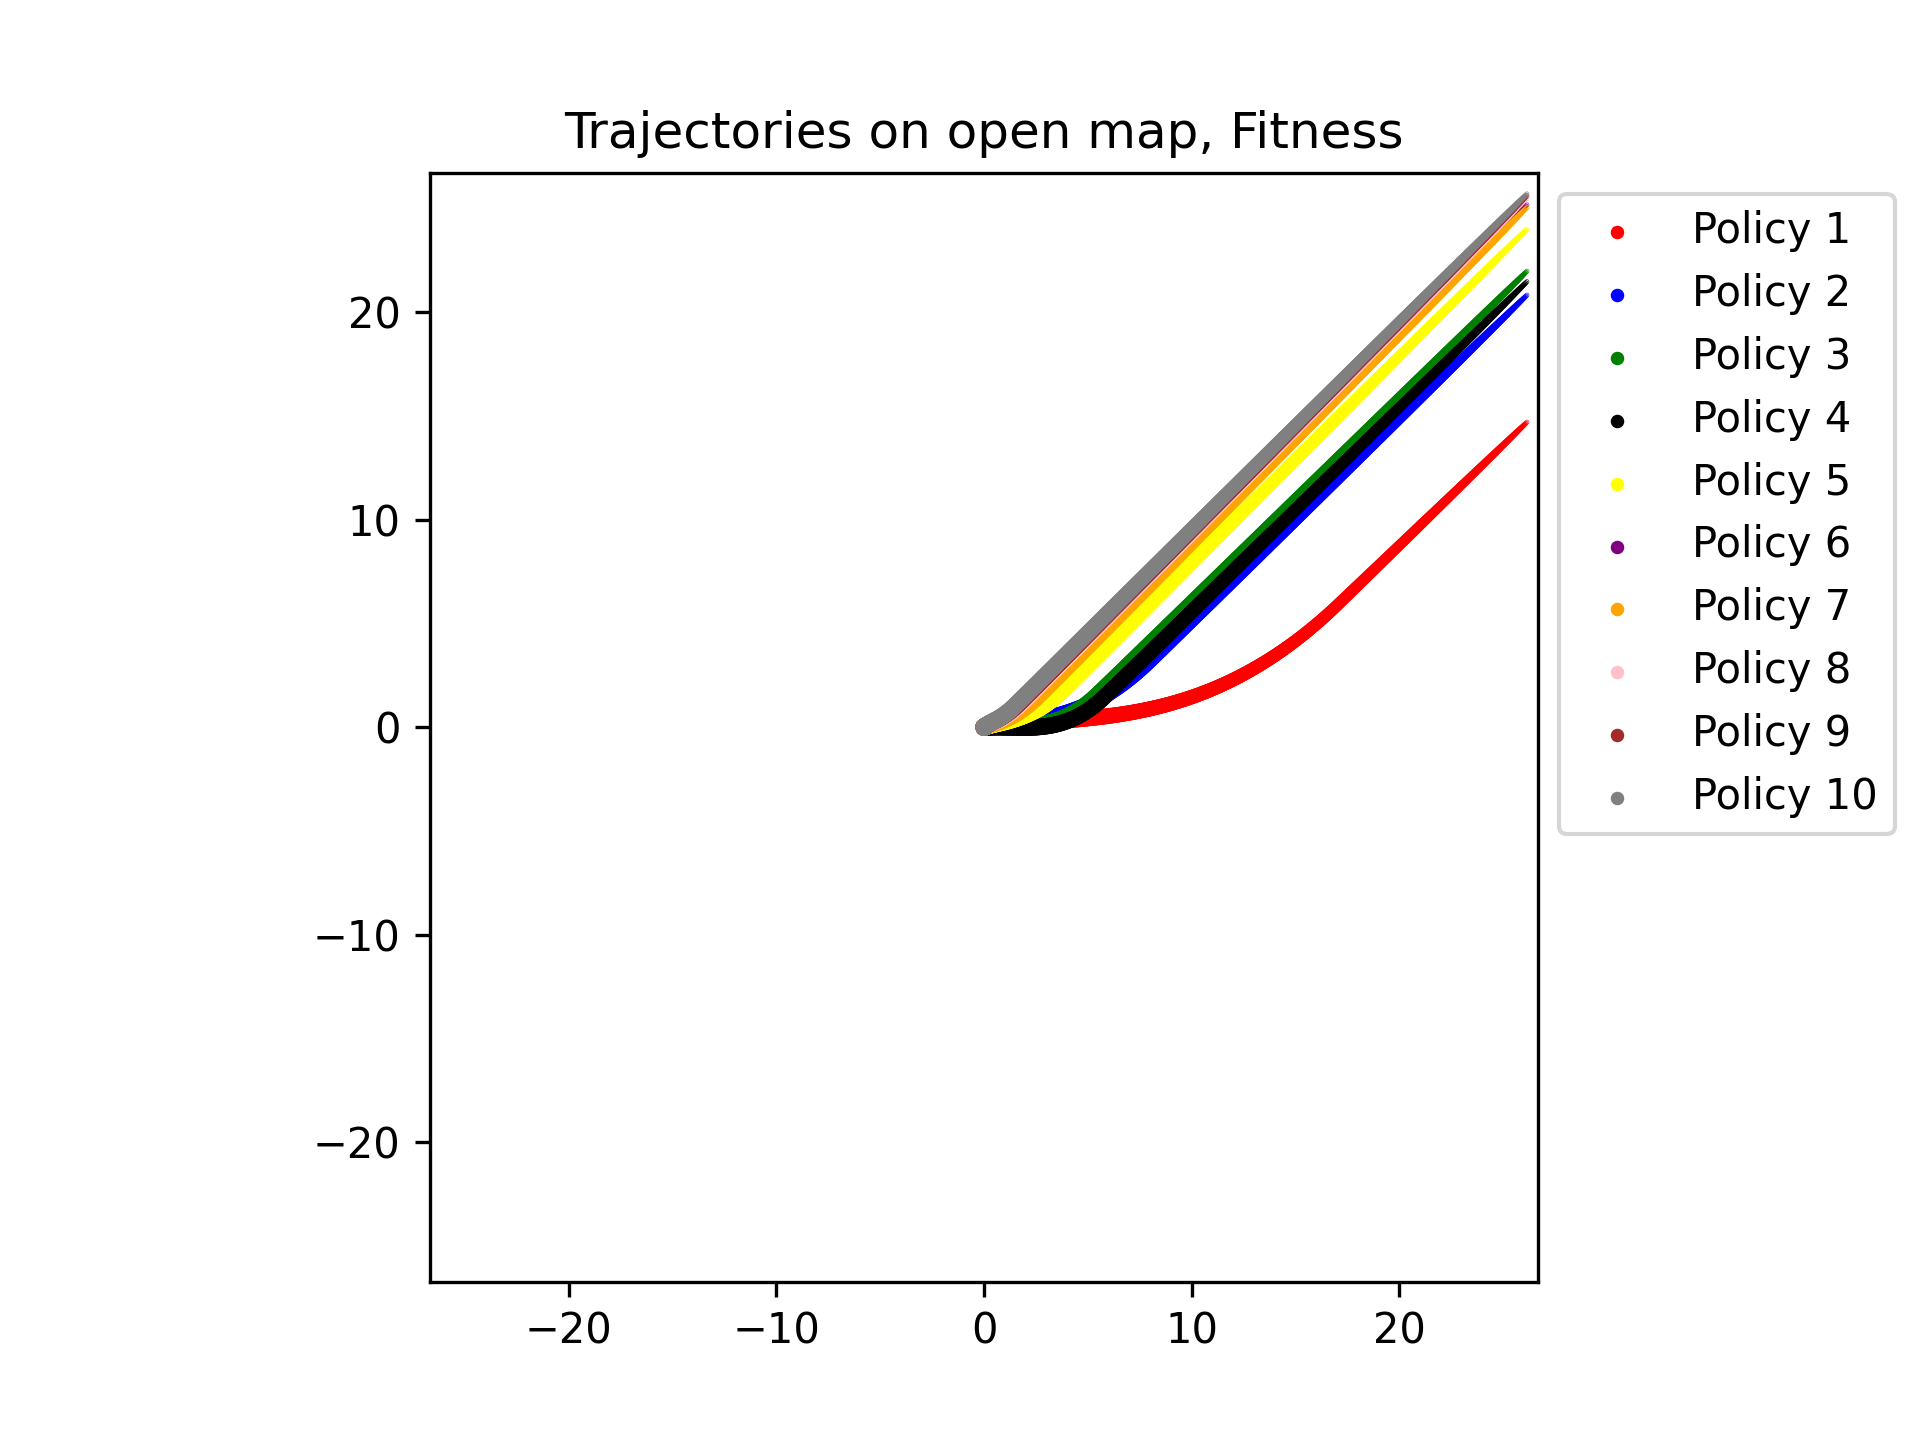 Trajectories on open map, Fitness
20
10
0
−10
−20
−20 −10 0 10 20
Policy 1
Policy 2
Policy 3
Policy 4
Policy 5
Policy 6
Policy 7
Policy 8
Policy 9
Policy 10